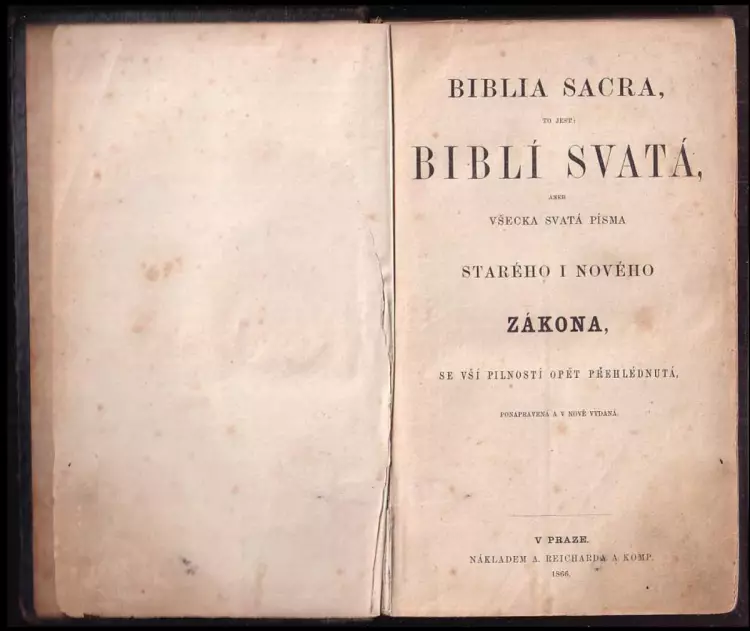 BIBLIA SACRA,
TO JEST:
BIBLÍ SVATÁ,
ANEB
VŠECKA SVATÁ PÍSMA
STARÉHO I NOVÉHO
ZÁKONA,
SE VŠÍ PILNOSTÍ OPĚT PŘEHLÉDNUTÁ,
PONAPRAVENÁ A V NOVĚ VYDANÁ.
V PRAZE.
NÁKLADEM A. REICHARDA A KOMP.
1866.